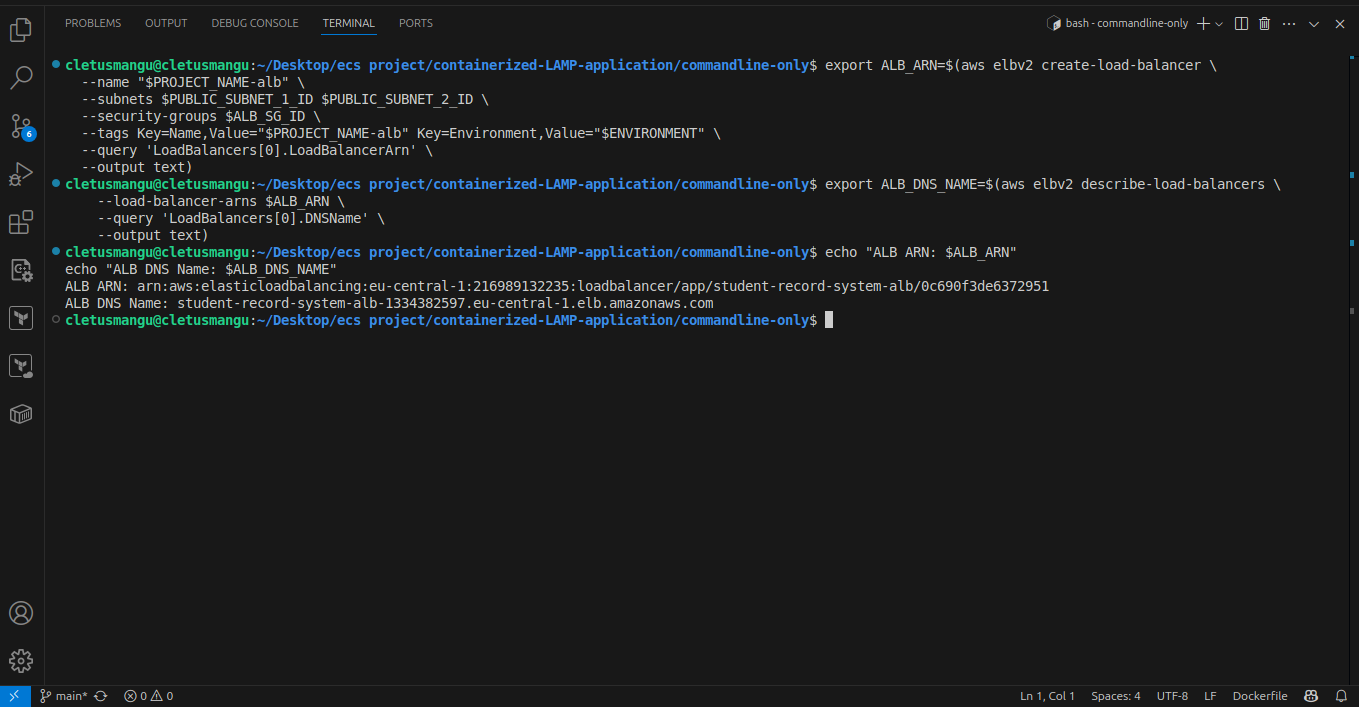 PROBLEMS OUTPUT DEBUG CONSOLE TERMINAL PORTS bash - commandline-only
cletusmangu@cletusmangu:~/Desktop/ecs project/containerized-LAMP-application/commandline-only$ export ALB_ARN=$(aws elbv2 create-load-balancer \
  --name "$PROJECT_NAME-alb" \
  --subnets $PUBLIC_SUBNET_1_ID $PUBLIC_SUBNET_2_ID \
  --security-groups $ALB_SG_ID \
  --tags Key=Name,Value="$PROJECT_NAME-alb" Key=Environment,Value="$ENVIRONMENT" \
  --query 'LoadBalancers[0].LoadBalancerArn' \
  --output text)
cletusmangu@cletusmangu:~/Desktop/ecs project/containerized-LAMP-application/commandline-only$ export ALB_DNS_NAME=$(aws elbv2 describe-load-balancers \
    --load-balancer-arns $ALB_ARN \
    --query 'LoadBalancers[0].DNSName' \
    --output text)
cletusmangu@cletusmangu:~/Desktop/ecs project/containerized-LAMP-application/commandline-only$ echo "ALB ARN: $ALB_ARN"
echo "ALB DNS Name: $ALB_DNS_NAME"
ALB ARN: arn:aws:elasticloadbalancing:eu-central-1:216989132235:loadbalancer/app/student-record-system-alb/0c690f3de6372951
ALB DNS Name: student-record-system-alb-1334382597.eu-central-1.elb.amazonaws.com
cletusmangu@cletusmangu:~/Desktop/ecs project/containerized-LAMP-application/commandline-only$
6
main* 0 0 Ln 1, Col 1 Spaces: 4 UTF-8 LF Dockerfile